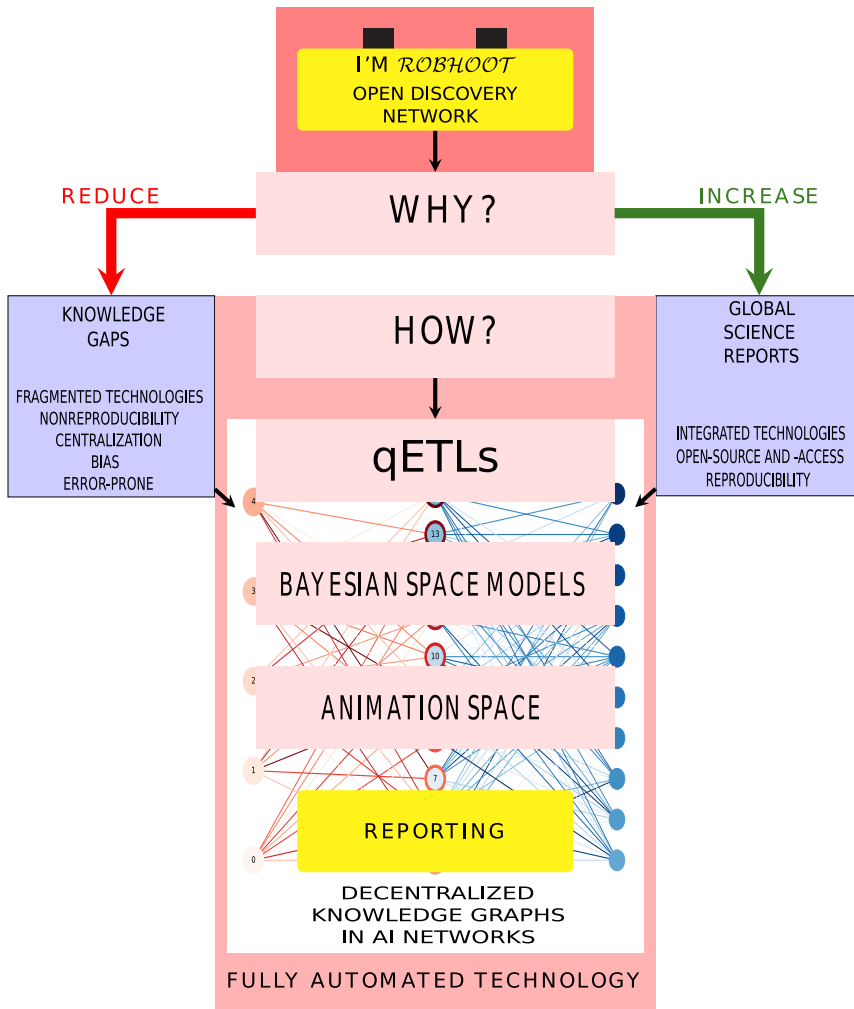 I'M ROBHOOT
OPEN DISCOVERY
NETWORK
REDUCE
INCREASE
WHY?
KNOWLEDGE
GAPS
FRAGMENTED TECHNOLOGIES
NONREPRODUCIBILITY
CENTRALIZATION
BIAS
ERROR-PRONE
HOW?
GLOBAL
SCIENCE
REPORTS
INTEGRATED TECHNOLOGIES
OPEN-SOURCE AND -ACCESS
REPRODUCIBILITY
qETLs
4
13
BAYESIAN SPACE MODELS
3
10
2
ANIMATION SPACE
1
7
REPORTING
0
DECENTRALIZED
KNOWLEDGE GRAPHS
IN AI NETWORKS
FULLY AUTOMATED TECHNOLOGY